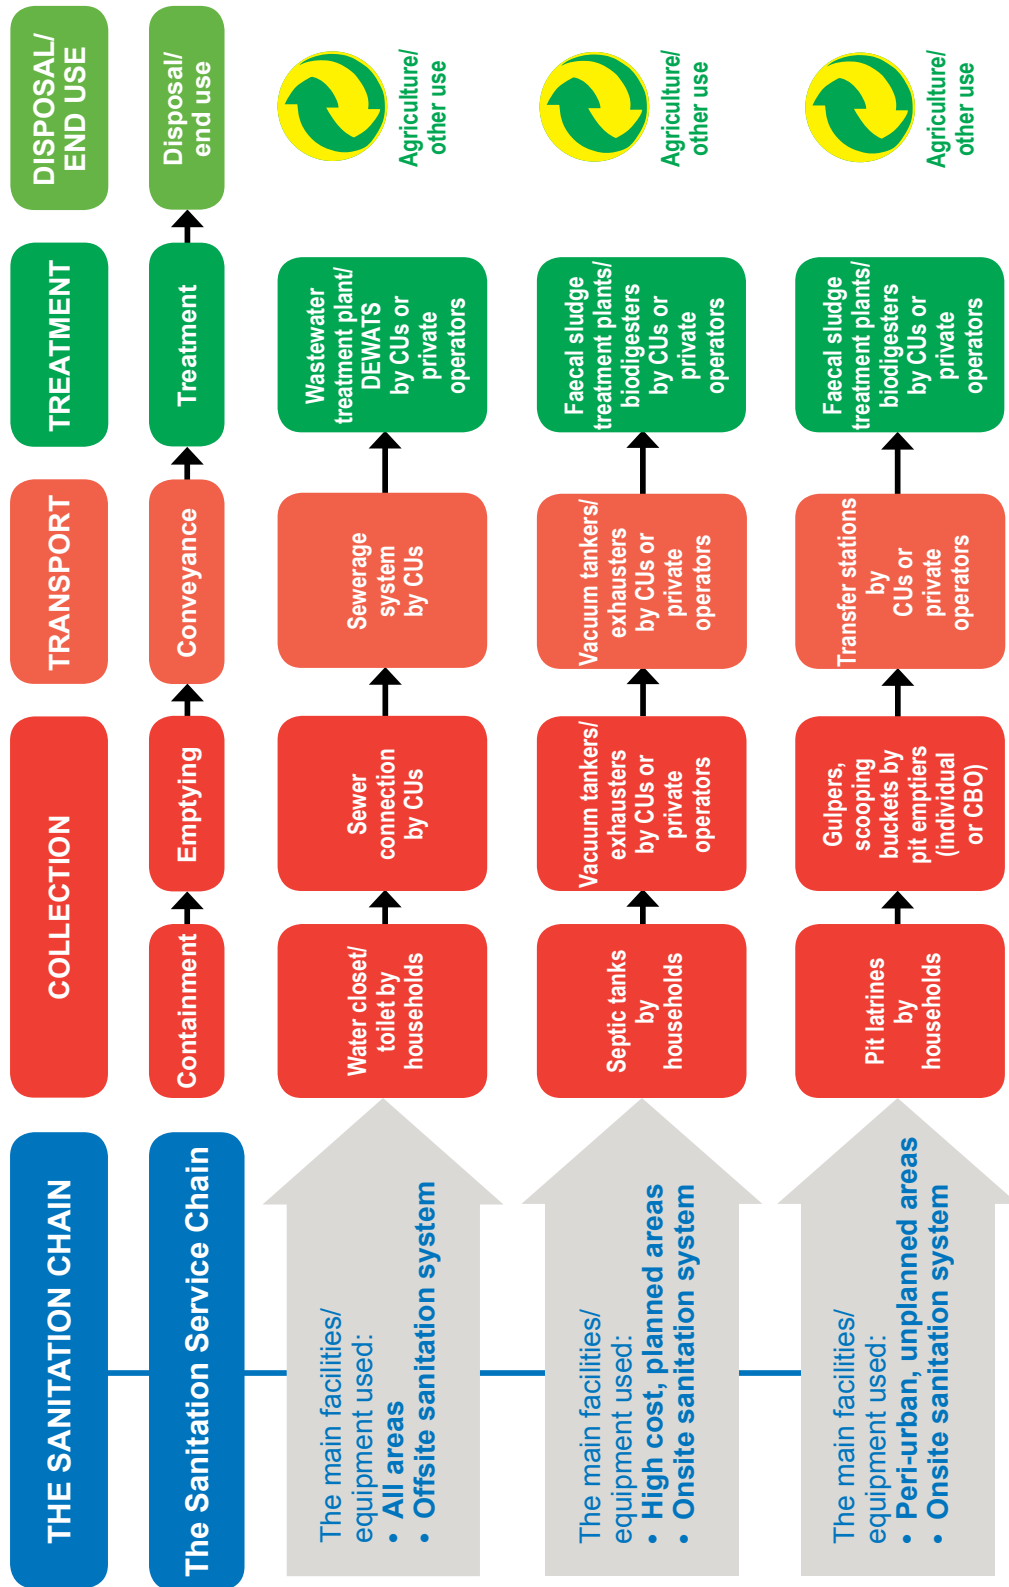 THE SANITATION CHAIN
COLLECTION
TRANSPORT
TREATMENT
DISPOSAL/
END USE
The Sanitation Service Chain
Containment
Emptying
Conveyance
Treatment
Disposal/
end use
The main facilities/
equipment used:
• All areas
• Offsite sanitation system
Water closet/
toilet by
households
Sewer
connection
by CUs
Sewerage
system
by CUs
Wastewater
treatment plant/
DEWATS
by CUs or
private
operators
Agriculture/
other use
The main facilities/
equipment used:
• High cost, planned areas
• Onsite sanitation system
Septic tanks
by
households
Vacuum tankers/
exhausters
by CUs or
private
operators
Vacuum tankers/
exhausters
by CUs or
private
operators
Faecal sludge
treatment plants/
biodigesters
by CUs or
private
operators
Agriculture/
other use
The main facilities/
equipment used:
• Peri-urban, unplanned areas
• Onsite sanitation system
Pit latrines
by
households
Gulpers,
scooping
buckets by
pit emptiers
(individual
or CBO)
Transfer stations
by
CUs or
private
operators
Faecal sludge
treatment plants/
biodigesters
by CUs or
private
operators
Agriculture/
other use